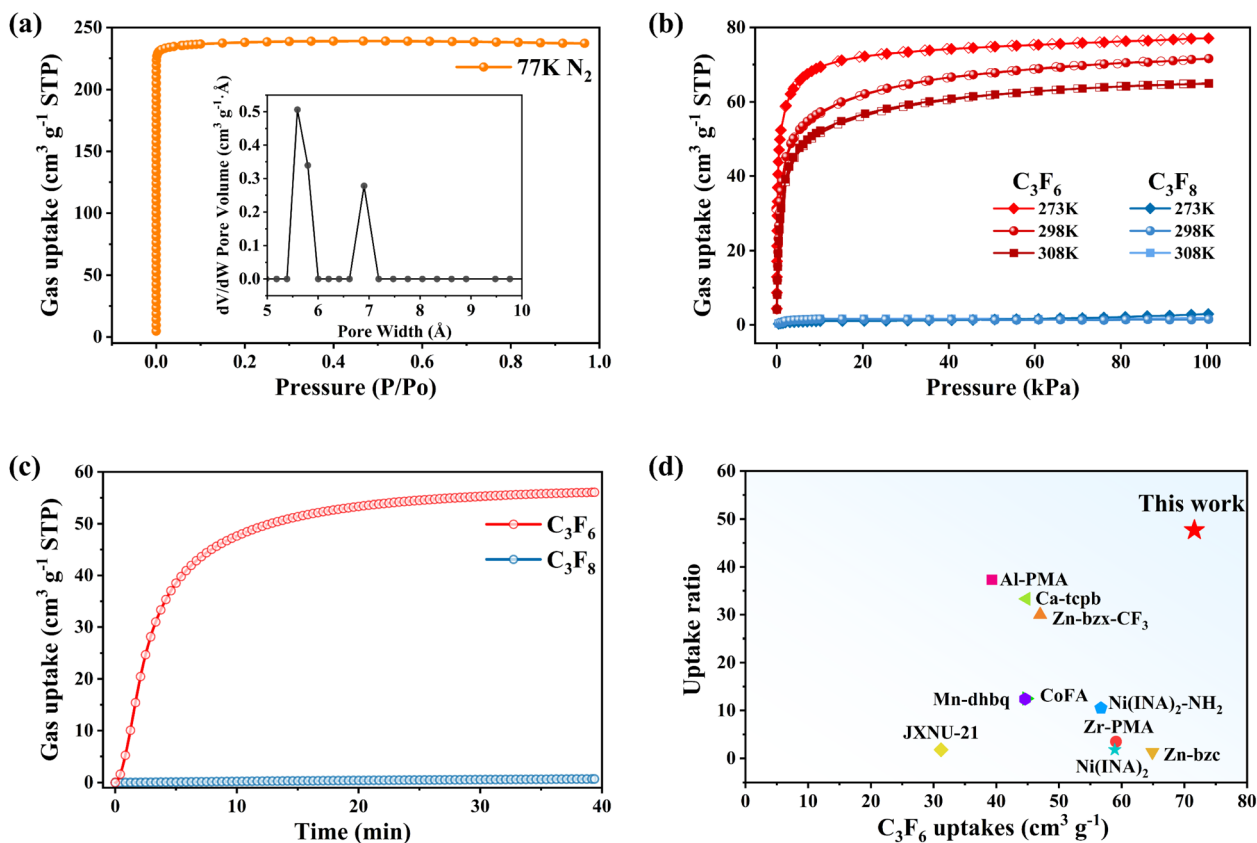 (a)
Gas uptake (cm³ g⁻¹ STP)
250
200
150
100
50
0
0.0
0.2
0.4
0.6
0.8
1.0
Pressure (P/Po)
77K N₂
dV/dW Pore Volume (cm³ g⁻¹·Å)
0.5
0.4
0.3
0.2
0.1
0.0
5
6
7
8
9
10
Pore Width (Å)
(b)
Gas uptake (cm³ g⁻¹ STP)
80
60
40
20
0
0
20
40
60
80
100
Pressure (kPa)
C₃F₆ C₃F₈
273K 273K
298K 298K
308K 308K
(c)
Gas uptake (cm³ g⁻¹ STP)
60
50
40
30
20
10
0
0
10
20
30
40
Time (min)
C₃F₆
C₃F₈
(d)
Uptake ratio
60
50
40
30
20
10
0
0
10
20
30
40
50
60
70
80
C₃F₆ uptakes (cm³ g⁻¹)
This work
Al-PMA
Ca-tcpb
Zn-bzx-CF₃
Mn-dhbq
CoFA
Ni(INA)₂-NH₂
JXNU-21
Zr-PMA
Ni(INA)₂
Zn-bzc